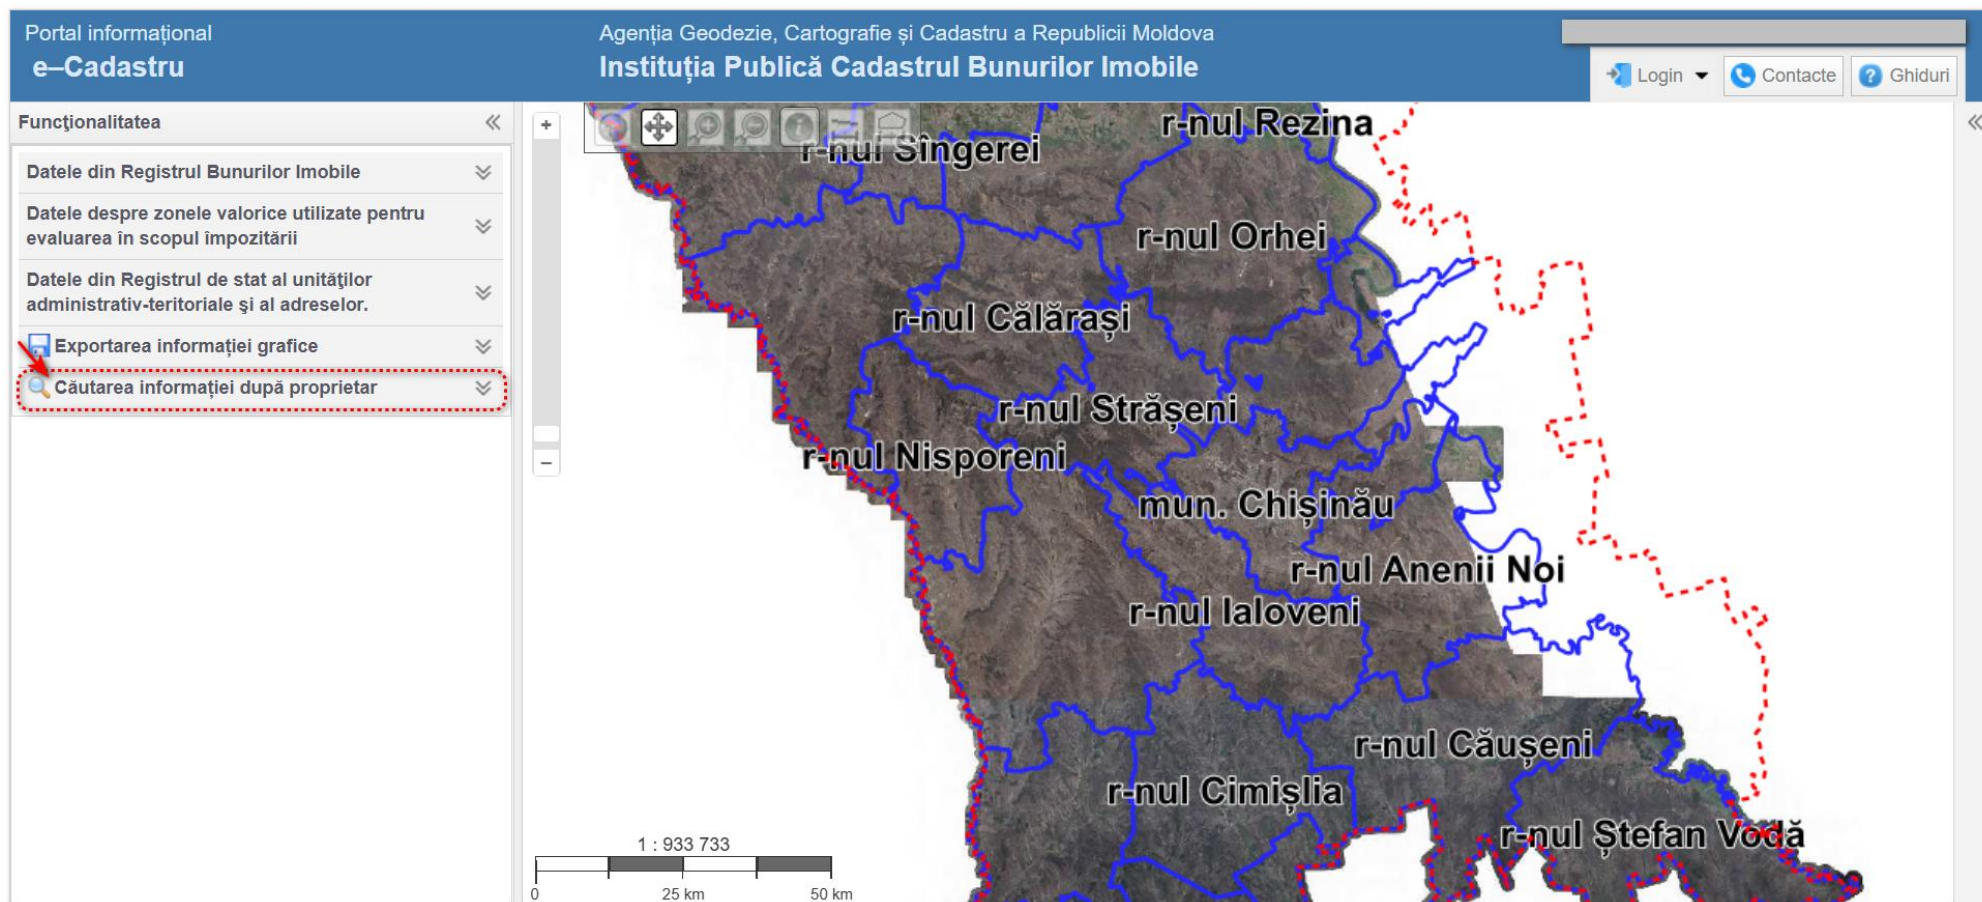 Portal informațional
e–Cadastru
Agenția Geodezie, Cartografie și Cadastru a Republicii Moldova
Instituția Publică Cadastrul Bunurilor Imobile
Login
Contacte
Ghiduri
Funcţionalitatea
Datele din Registrul Bunurilor Imobile
Datele despre zonele valorice utilizate pentru
evaluarea în scopul împozitării
Datele din Registrul de stat al unităţilor
administrativ-teritoriale şi al adreselor.
Exportarea informației grafice
Căutarea informației după proprietar
+
−
r-nul Rezina
r-nul Sîngerei
r-nul Orhei
r-nul Călărași
r-nul Strășeni
r-nul Nisporeni
mun. Chișinău
r-nul Anenii Noi
r-nul Ialoveni
r-nul Căușeni
r-nul Cimișlia
r-nul Ștefan Vodă
1 : 933 733
0
25 km
50 km